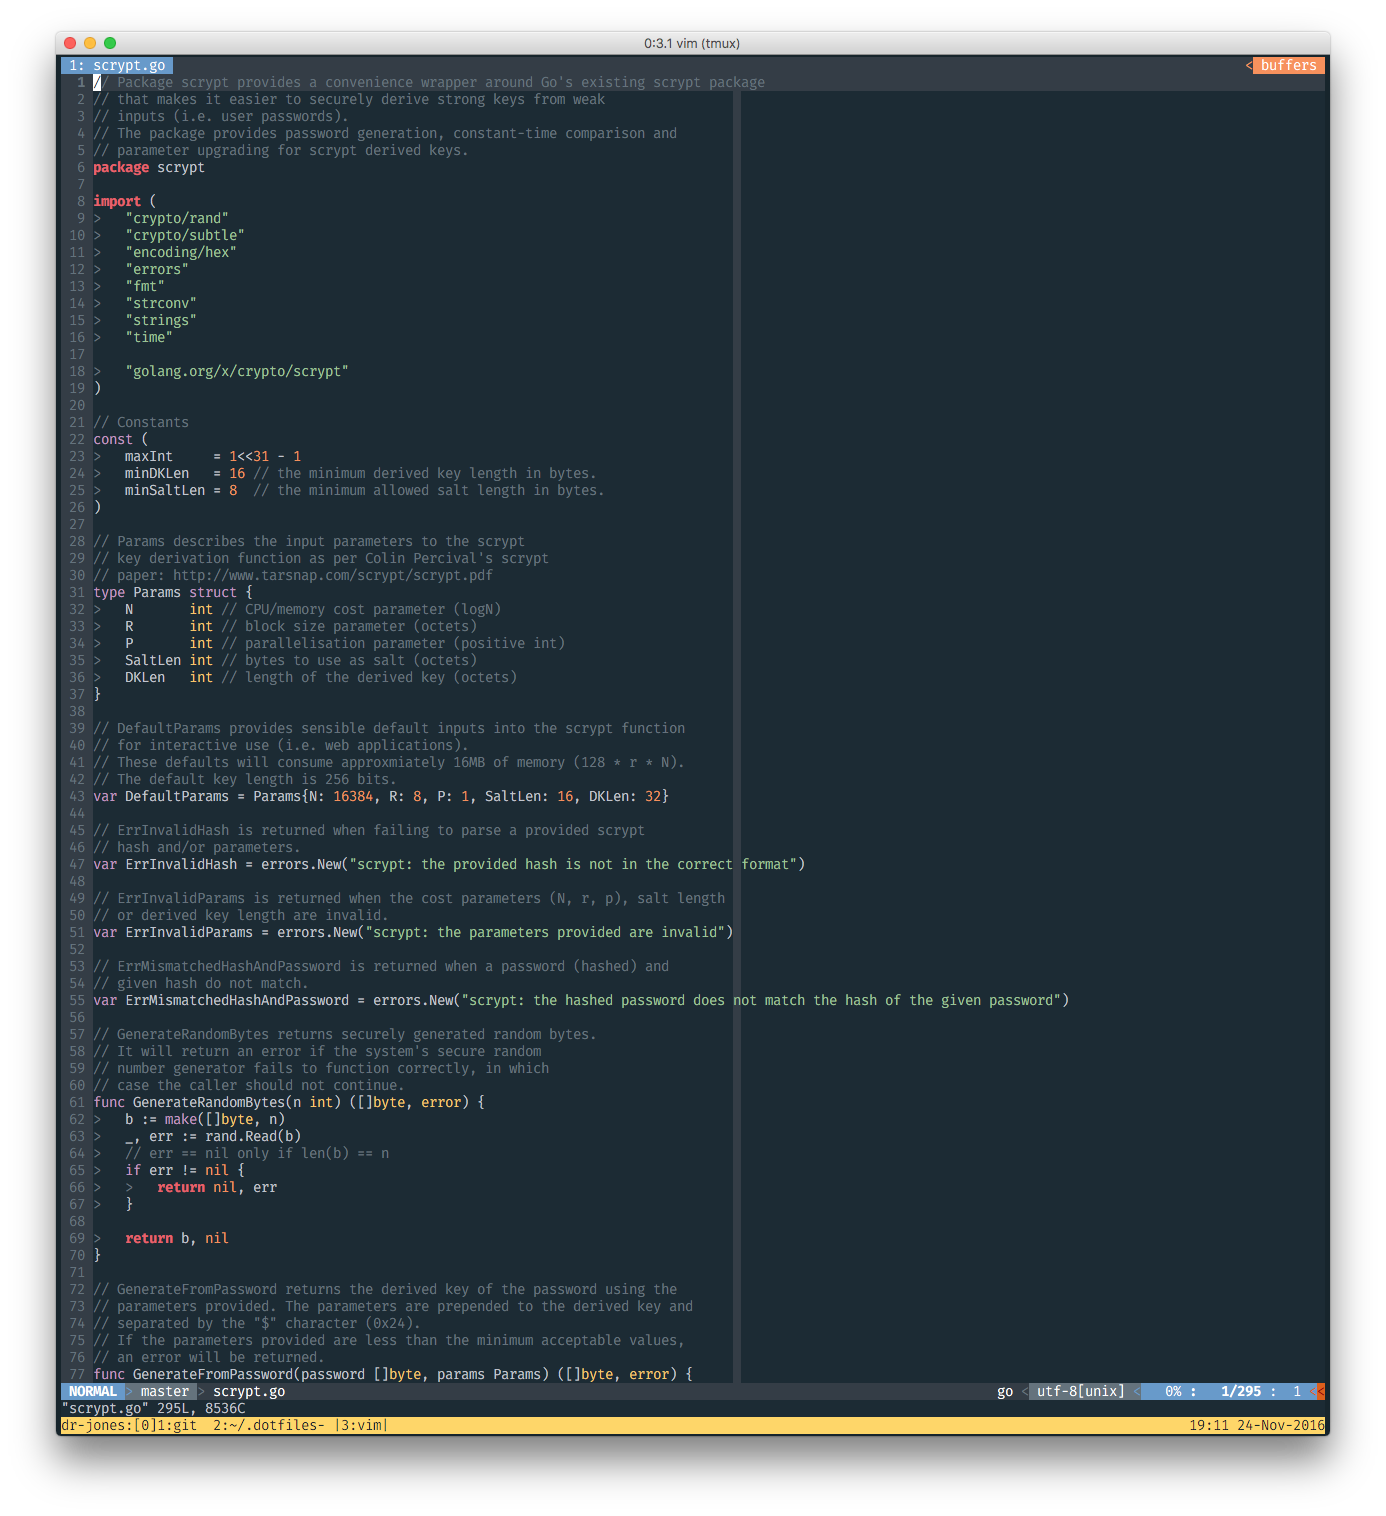 0:3.1 vim (tmux)
1: scrypt.go < buffers
1 // Package scrypt provides a convenience wrapper around Go's existing scrypt package
2 // that makes it easier to securely derive strong keys from weak
3 // inputs (i.e. user passwords).
4 // The package provides password generation, constant-time comparison and
5 // parameter upgrading for scrypt derived keys.
6 package scrypt
7
8 import (
9 > "crypto/rand"
10 > "crypto/subtle"
11 > "encoding/hex"
12 > "errors"
13 > "fmt"
14 > "strconv"
15 > "strings"
16 > "time"
17
18 > "golang.org/x/crypto/scrypt"
19 )
20
21 // Constants
22 const (
23 > maxInt     = 1<<31 - 1
24 > minDKLen   = 16 // the minimum derived key length in bytes.
25 > minSaltLen = 8  // the minimum allowed salt length in bytes.
26 )
27
28 // Params describes the input parameters to the scrypt
29 // key derivation function as per Colin Percival's scrypt
30 // paper: http://www.tarsnap.com/scrypt/scrypt.pdf
31 type Params struct {
32 > N       int // CPU/memory cost parameter (logN)
33 > R       int // block size parameter (octets)
34 > P       int // parallelisation parameter (positive int)
35 > SaltLen int // bytes to use as salt (octets)
36 > DKLen   int // length of the derived key (octets)
37 }
38
39 // DefaultParams provides sensible default inputs into the scrypt function
40 // for interactive use (i.e. web applications).
41 // These defaults will consume approxmiately 16MB of memory (128 * r * N).
42 // The default key length is 256 bits.
43 var DefaultParams = Params{N: 16384, R: 8, P: 1, SaltLen: 16, DKLen: 32}
44
45 // ErrInvalidHash is returned when failing to parse a provided scrypt
46 // hash and/or parameters.
47 var ErrInvalidHash = errors.New("scrypt: the provided hash is not in the correct format")
48
49 // ErrInvalidParams is returned when the cost parameters (N, r, p), salt length
50 // or derived key length are invalid.
51 var ErrInvalidParams = errors.New("scrypt: the parameters provided are invalid")
52
53 // ErrMismatchedHashAndPassword is returned when a password (hashed) and
54 // given hash do not match.
55 var ErrMismatchedHashAndPassword = errors.New("scrypt: the hashed password does not match the hash of the given password")
56
57 // GenerateRandomBytes returns securely generated random bytes.
58 // It will return an error if the system's secure random
59 // number generator fails to function correctly, in which
60 // case the caller should not continue.
61 func GenerateRandomBytes(n int) ([]byte, error) {
62 > b := make([]byte, n)
63 > _, err := rand.Read(b)
64 > // err == nil only if len(b) == n
65 > if err != nil {
66 > > return nil, err
67 > }
68
69 > return b, nil
70 }
71
72 // GenerateFromPassword returns the derived key of the password using the
73 // parameters provided. The parameters are prepended to the derived key and
74 // separated by the "$" character (0x24).
75 // If the parameters provided are less than the minimum acceptable values,
76 // an error will be returned.
77 func GenerateFromPassword(password []byte, params Params) ([]byte, error) {
NORMAL > master > scrypt.go go < utf-8[unix] < 0% : 1/295 : 1 <<
"scrypt.go" 295L, 8536C
dr-jones:[0]1:git  2:~/.dotfiles- |3:vim| 19:11 24-Nov-2016